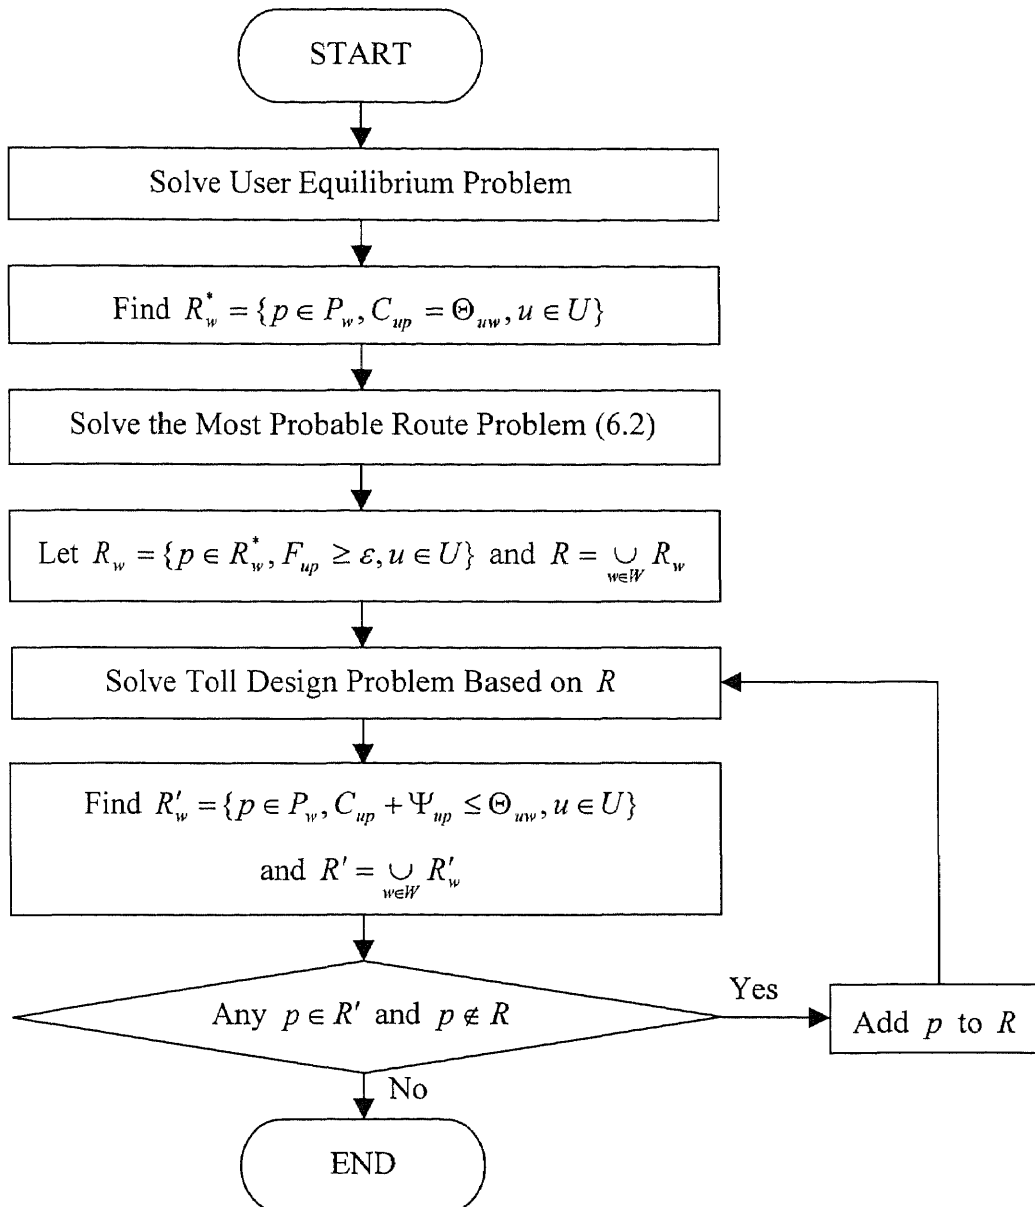 START
Solve User Equilibrium Problem
Find R*_w = {p ∈ P_w, C_up = Θ_uw, u ∈ U}
Solve the Most Probable Route Problem (6.2)
Let R_w = {p ∈ R*_w, F_up ≥ ε, u ∈ U} and R = ∪_{w∈W} R_w
Solve Toll Design Problem Based on R
Find R'_w = {p ∈ P_w, C_up + Ψ_up ≤ Θ_uw, u ∈ U}
and R' = ∪_{w∈W} R'_w
Any p ∈ R' and p ∉ R
Yes
Add p to R
No
END